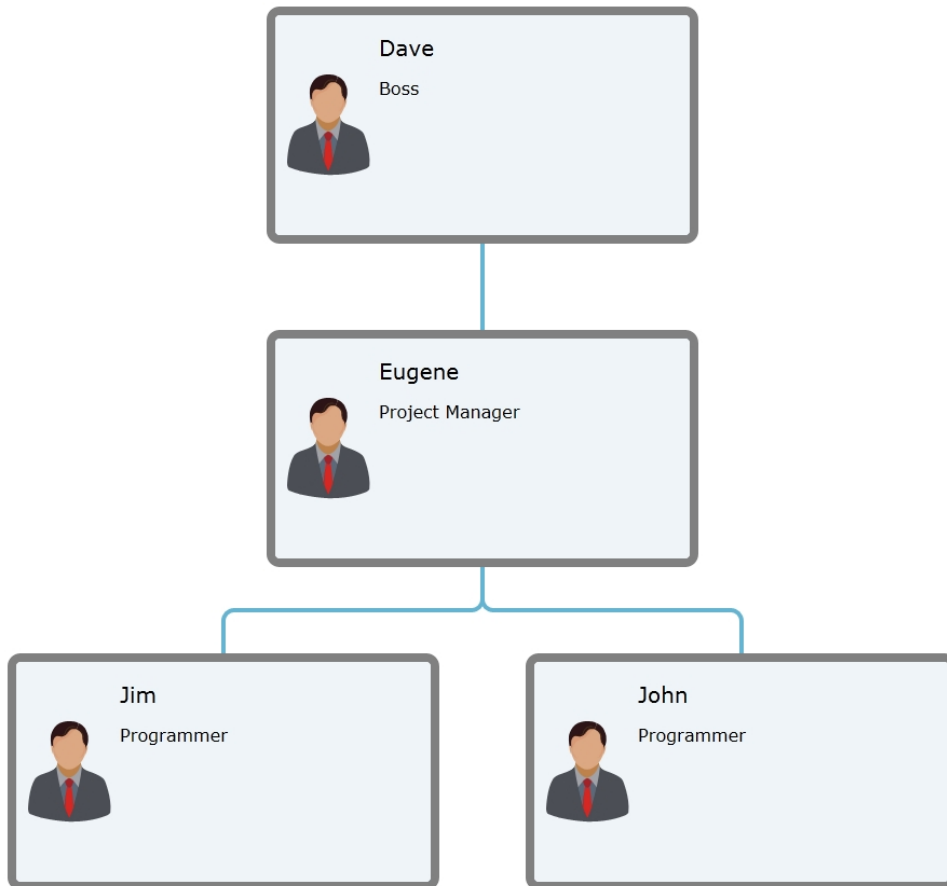 Dave
Boss
Eugene
Project Manager
Jim
Programmer
John
Programmer